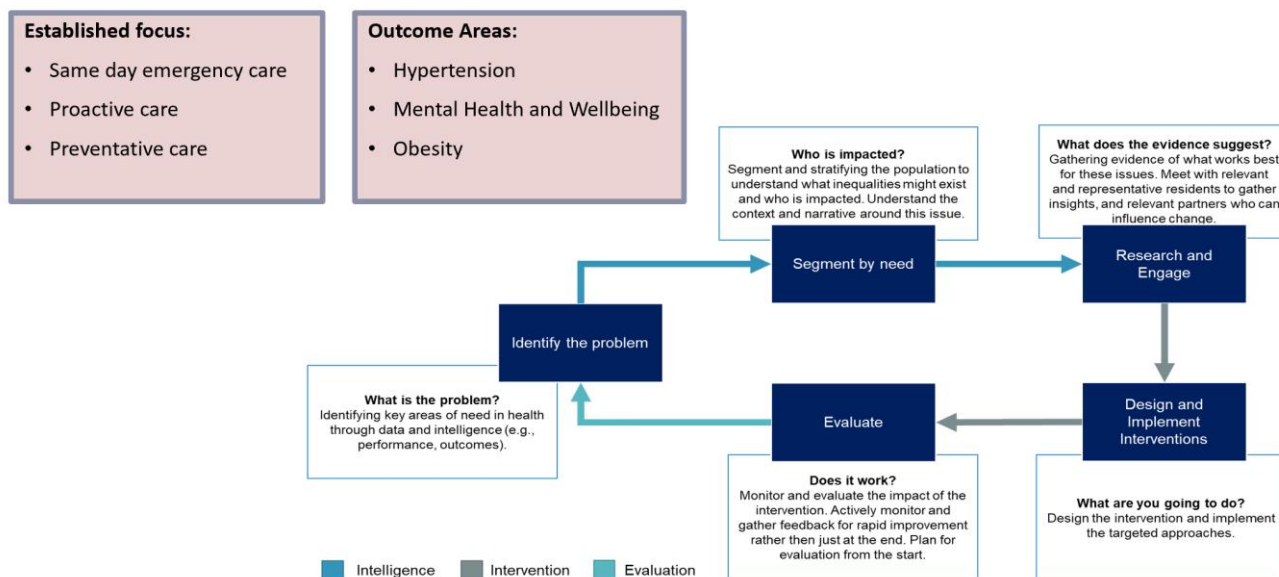 Established focus:
• Same day emergency care
• Proactive care
• Preventative care
Outcome Areas:
• Hypertension
• Mental Health and Wellbeing
• Obesity
Who is impacted?
Segment and stratifying the population to
understand what inequalities might exist
and who is impacted. Understand the
context and narrative around this issue.
Segment by need
What does the evidence suggest?
Gathering evidence of what works best
for these issues. Meet with relevant
and representative residents to gather
insights, and relevant partners who can
influence change.
Research and
Engage
Identify the problem
What is the problem?
Identifying key areas of need in health
through data and intelligence (e.g.,
performance, outcomes).
Evaluate
Does it work?
Monitor and evaluate the impact of the
intervention. Actively monitor and
gather feedback for rapid improvement
rather then just at the end. Plan for
evaluation from the start.
Design and
Implement
Interventions
What are you going to do?
Design the intervention and implement
the targeted approaches.
Intelligence
Intervention
Evaluation